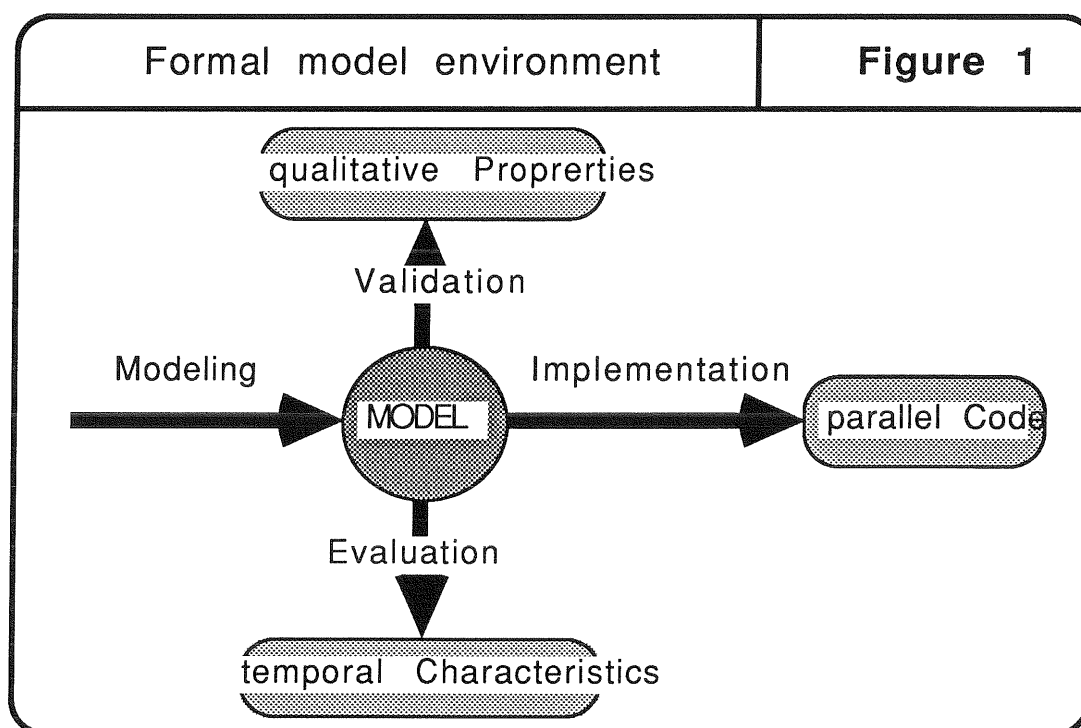 Formal model environment
Figure 1
qualitative Proprerties
Validation
Modeling
Implementation
MODEL
parallel Code
Evaluation
temporal Characteristics